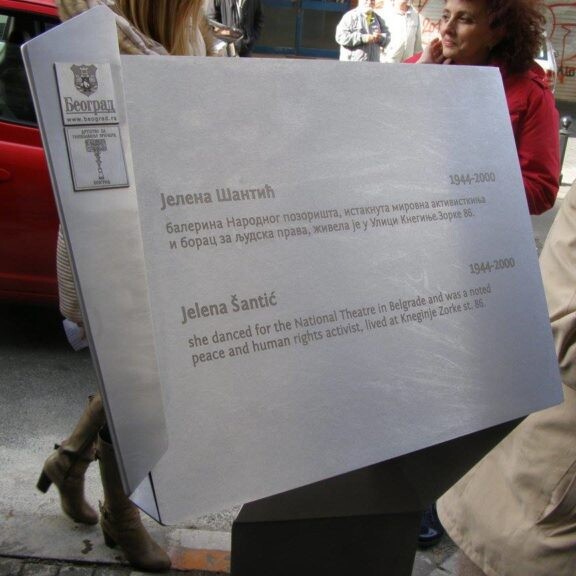 Београд
www.beograd.rs
БЕОГРАД
Јелена Шантић
1944-2000
балерина Народног позоришта, истакнута мировна активисткиња
и борац за људска права, живела је у Улици Кнегиње Зорке 86.
Jelena Šantić
1944-2000
she danced for the National Theatre in Belgrade and was a noted
peace and human rights activist, lived at Kneginje Zorke st. 86.